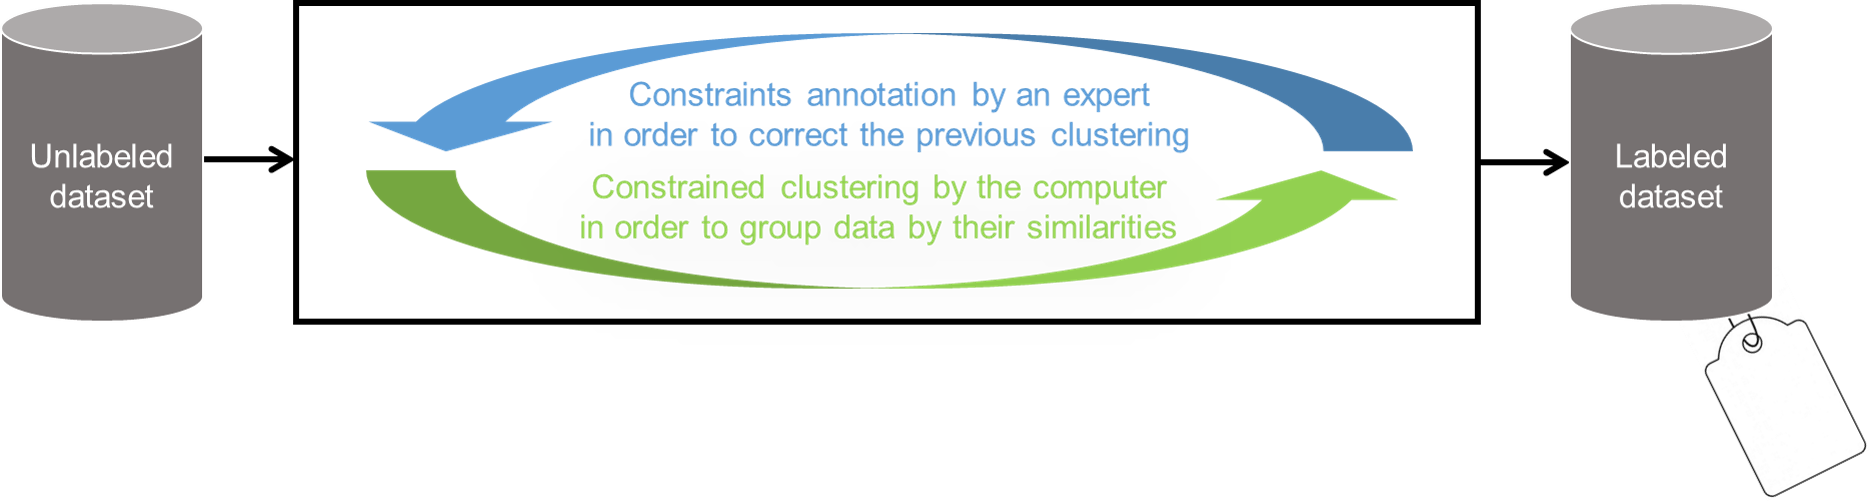 Unlabeled
dataset
Constraints annotation by an expert
in order to correct the previous clustering
Constrained clustering by the computer
in order to group data by their similarities
Labeled
dataset